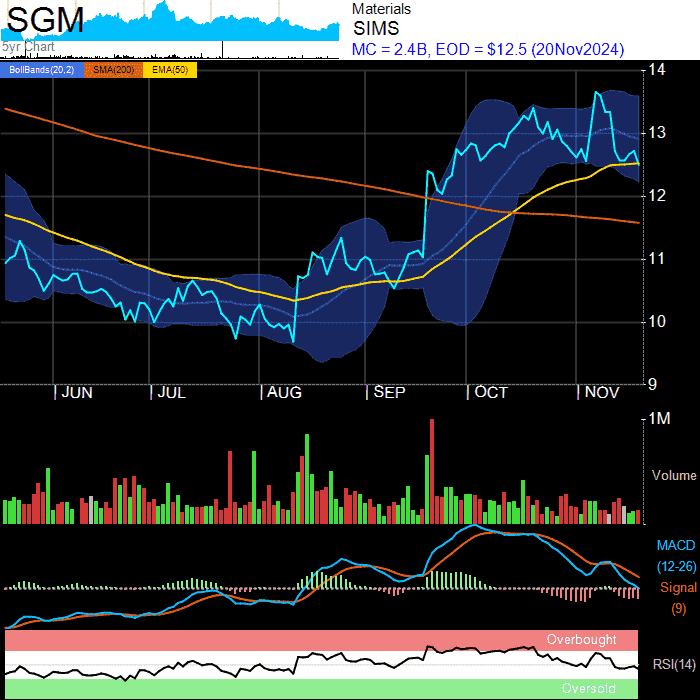 SGM
5yr Chart
Materials
SIMS
MC = 2.4B, EOD = $12.5 (20Nov2024)
BollBands(20,2) SMA(200) EMA(50)
14
13
12
11
10
9
| JUN | JUL | AUG | SEP | OCT | NOV
1M
Volume
MACD
(12-26)
Signal
(9)
Overbought
RSI(14)
Oversold